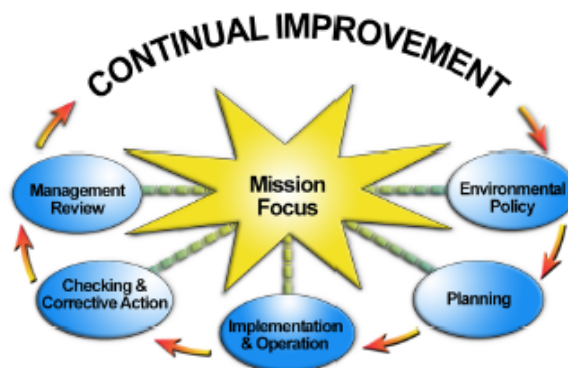 CONTINUAL IMPROVEMENT
Mission
Focus
Environmental
Policy
Planning
Implementation
& Operation
Checking &
Corrective Action
Management
Review